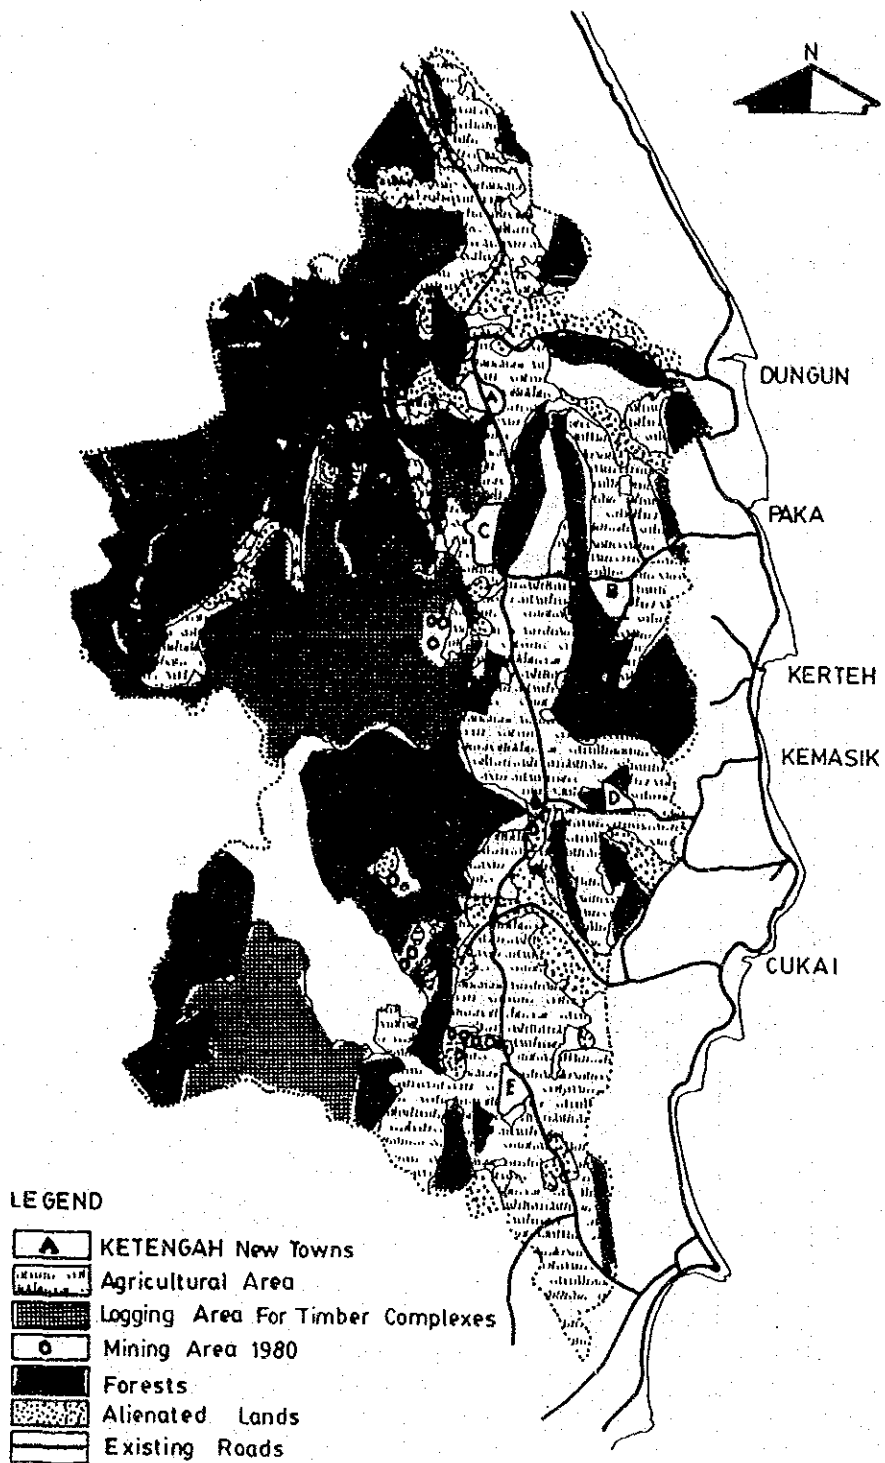 N
DUNGUN
A
PAKA
C
B
KERTEH
KEMASIK
D
CUKAI
E
LEGEND
A KETENGAH New Towns
Agricultural Area
Logging Area For Timber Complexes
Mining Area 1980
Forests
Alienated Lands
Existing Roads